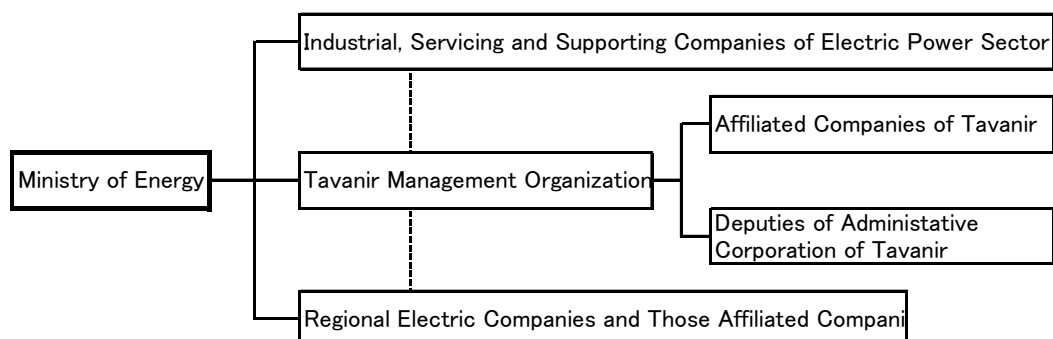 Industrial, Servicing and Supporting Companies of Electric Power Sector
Affiliated Companies of Tavanir
Ministry of Energy
Tavanir Management Organization
Deputies of Administative
Corporation of Tavanir
Regional Electric Companies and Those Affiliated Compani